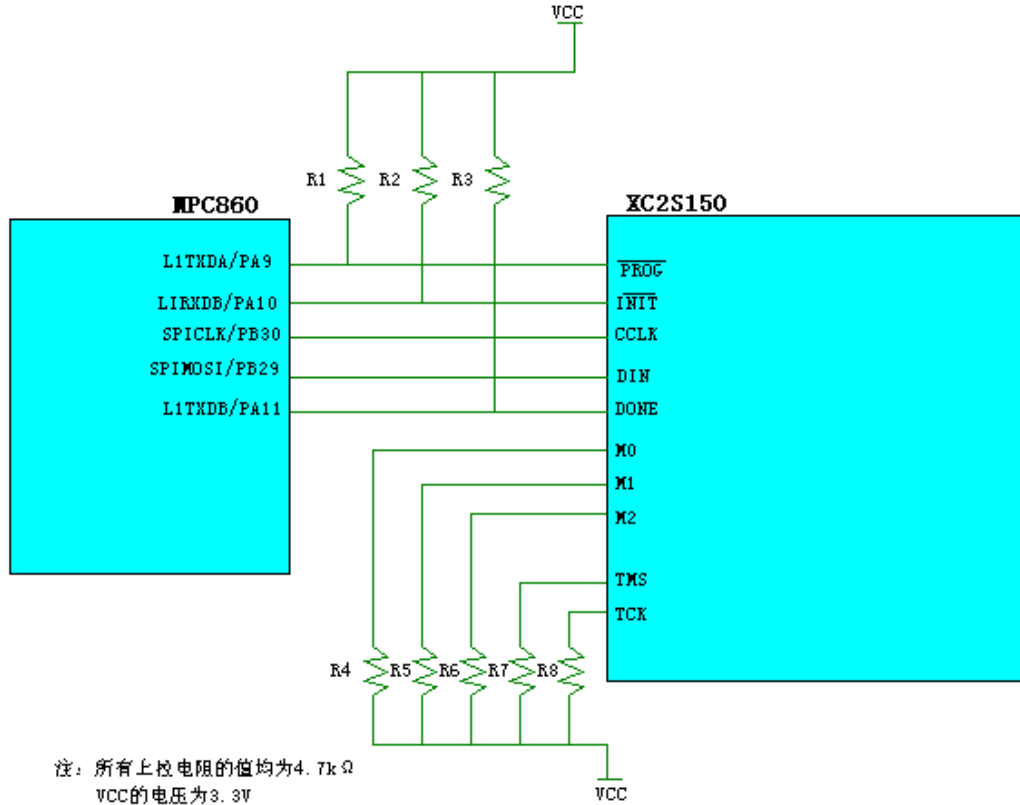 VCC
R1 R2 R3
MPC860
XC2S150
L1TXDA/PA9
LIRXDB/PA10
SPICLK/PB30
SPIMOSI/PB29
L1TXDB/PA11
PROG
INIT
CCLK
DIN
DONE
M0
M1
M2
TMS
TCK
R4 R5 R6 R7 R8
注：所有上拉电阻的值均为4.7kΩ
VCC的电压为3.3V
VCC